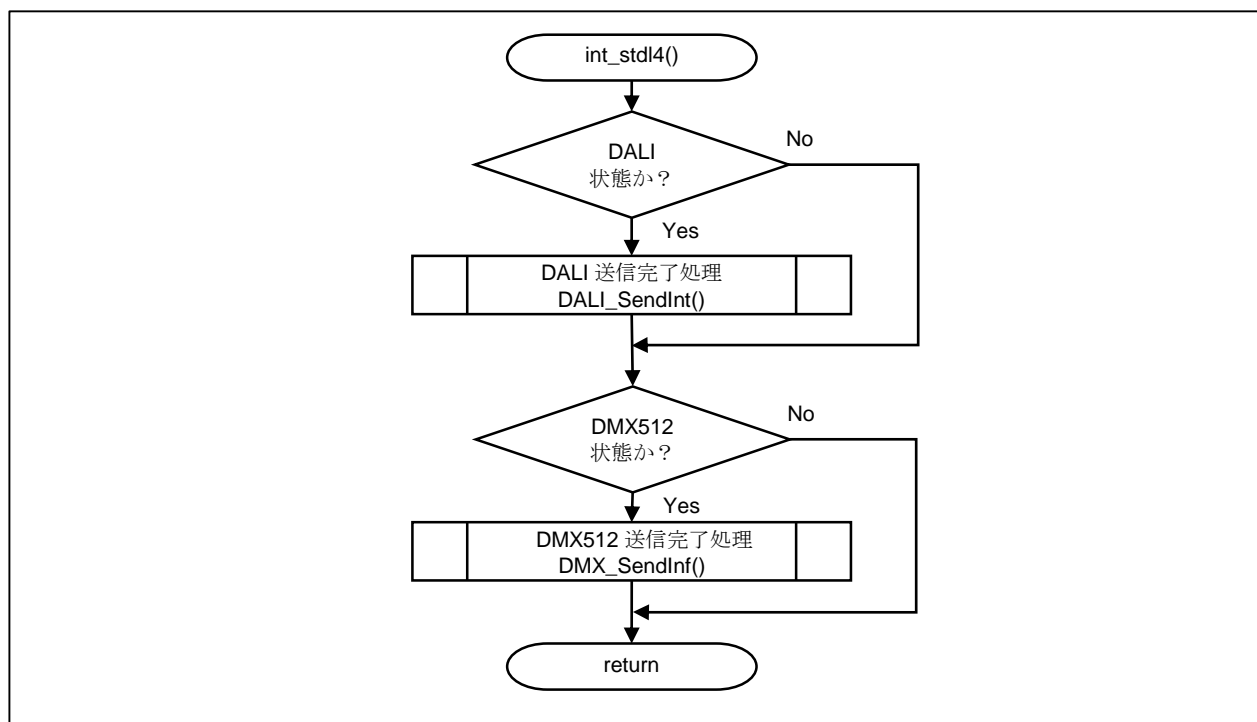 int_stdl4()
DALI
状態か？
No
Yes
DALI 送信完了処理
DALI_SendInt()
DMX512
状態か？
No
Yes
DMX512 送信完了処理
DMX_SendInf()
return